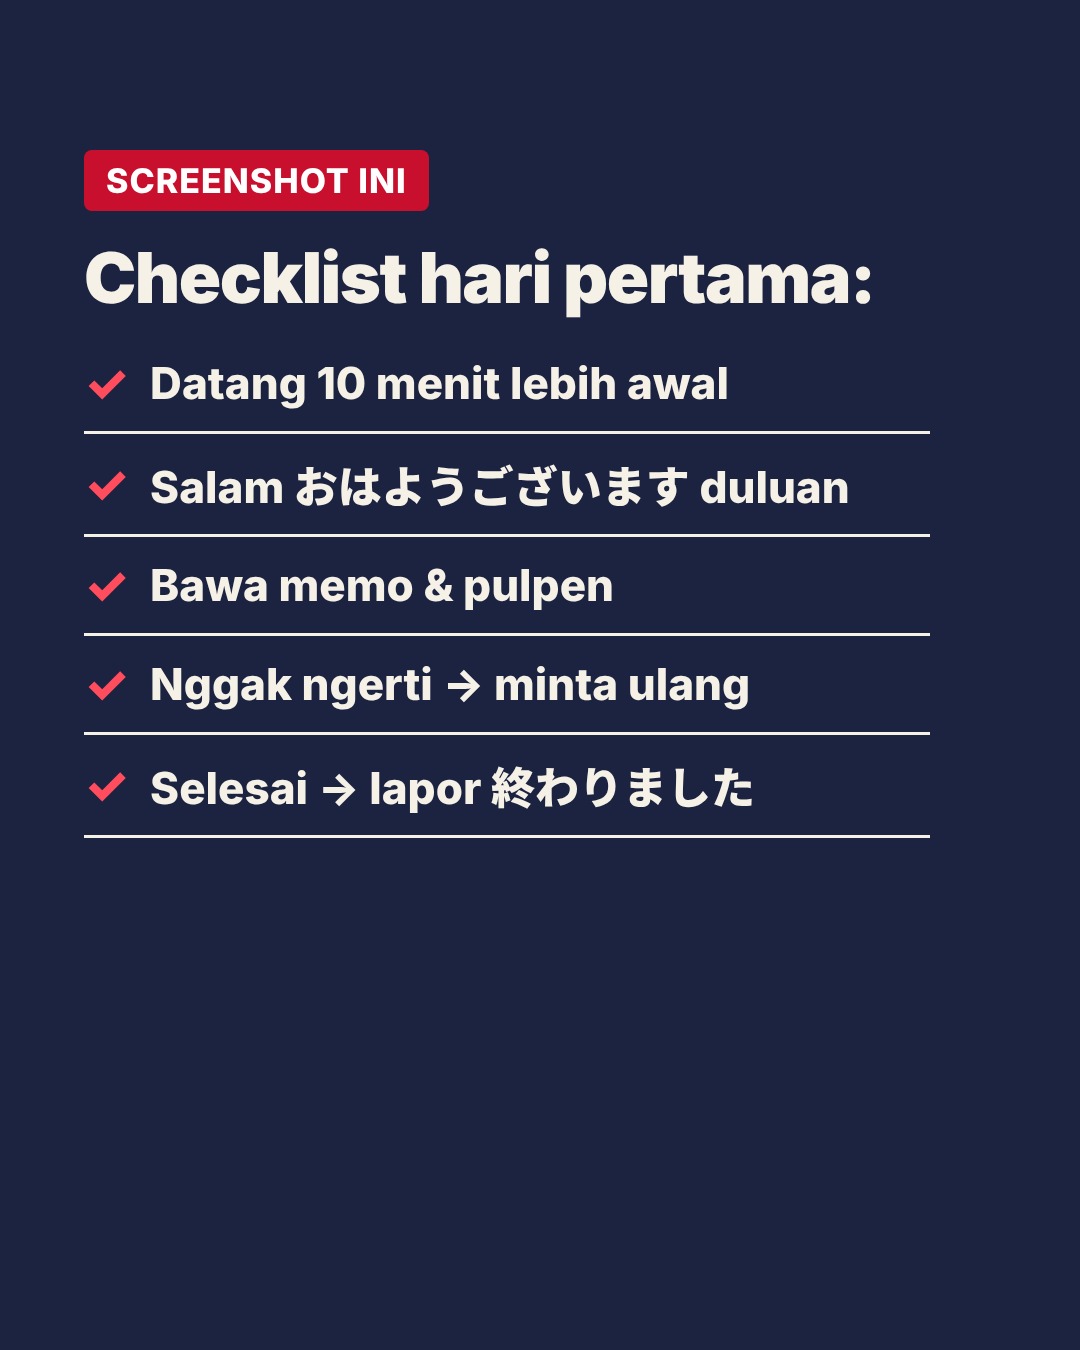 SCREENSHOT INI
Checklist hari pertama:
✓ Datang 10 menit lebih awal
✓ Salam おはようございます duluan
✓ Bawa memo & pulpen
✓ Nggak ngerti → minta ulang
✓ Selesai → lapor 終わりました